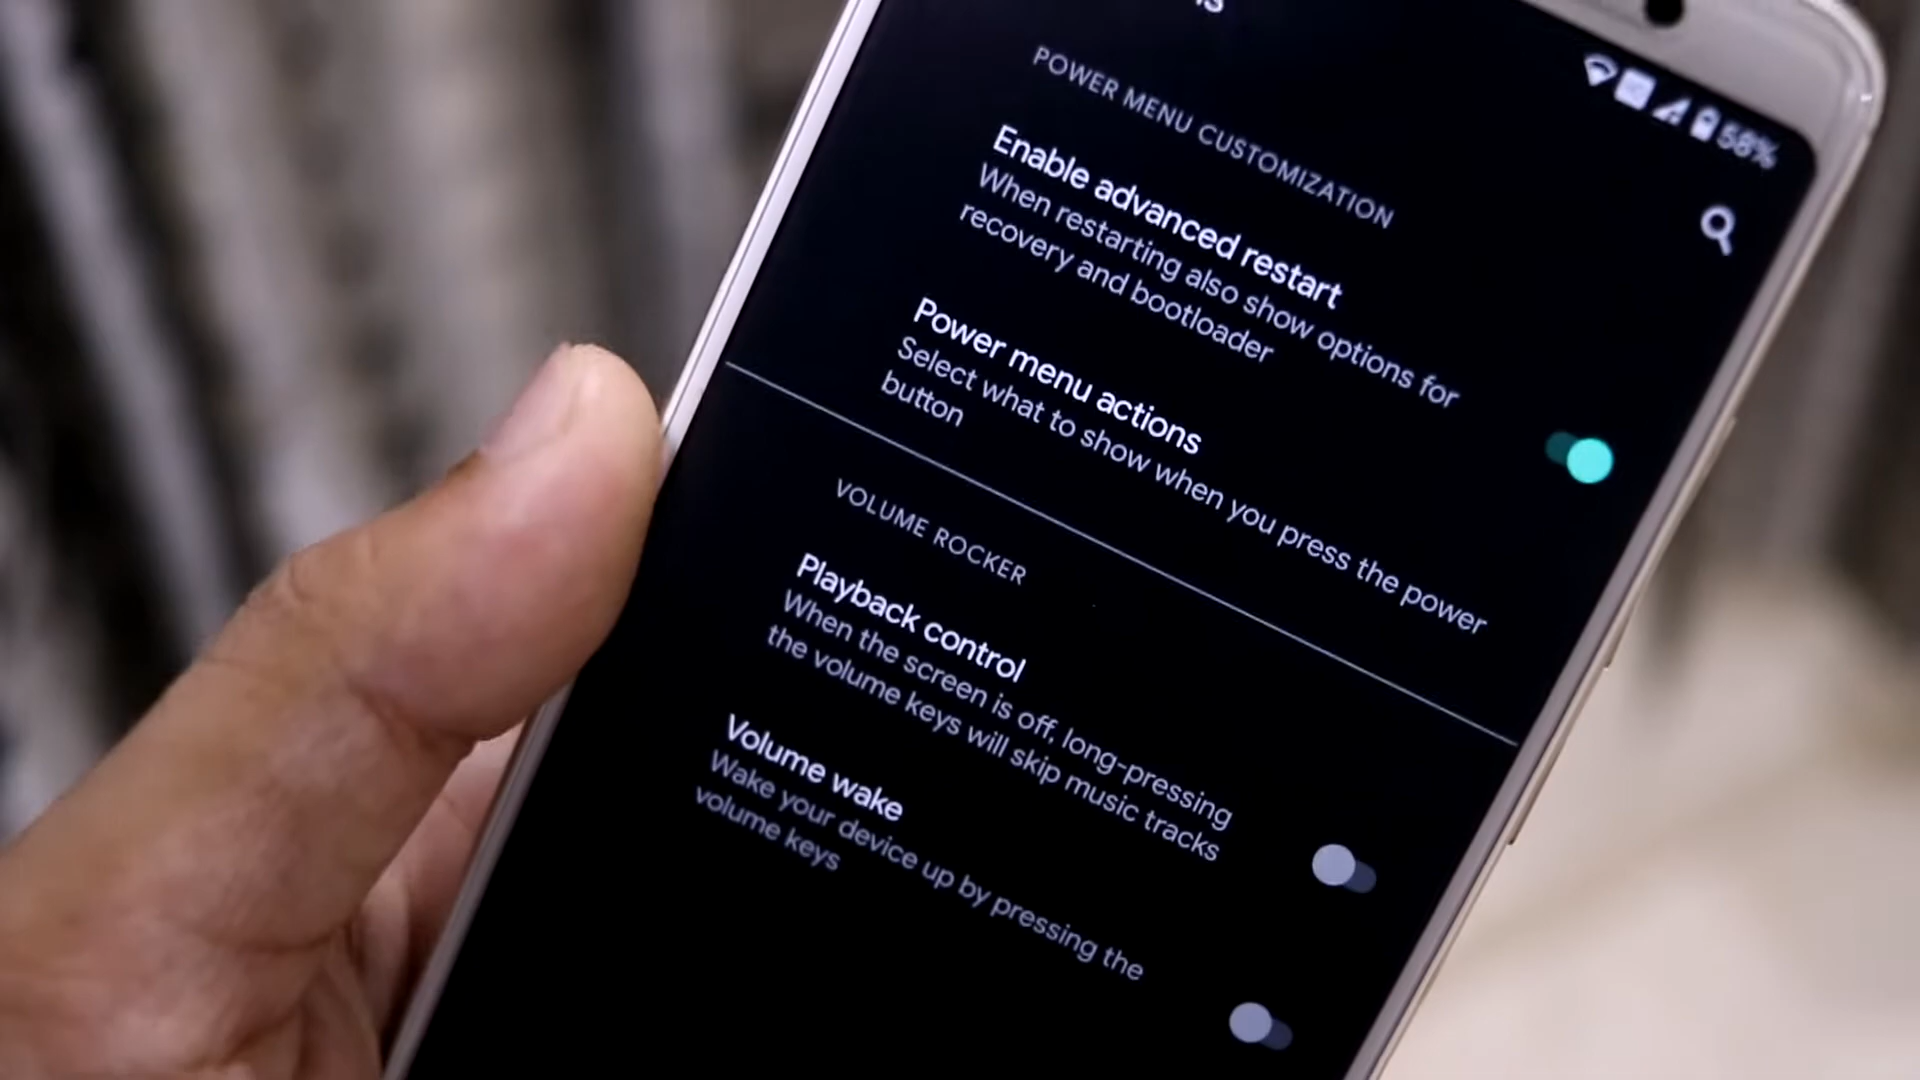 58%
POWER MENU CUSTOMIZATION
Enable advanced restart
When restarting also show options for
recovery and bootloader
Power menu actions
Select what to show when you press the power
button
VOLUME ROCKER
Playback control
When the screen is off, long-pressing
the volume keys will skip music tracks
Volume wake
Wake your device up by pressing the
volume keys